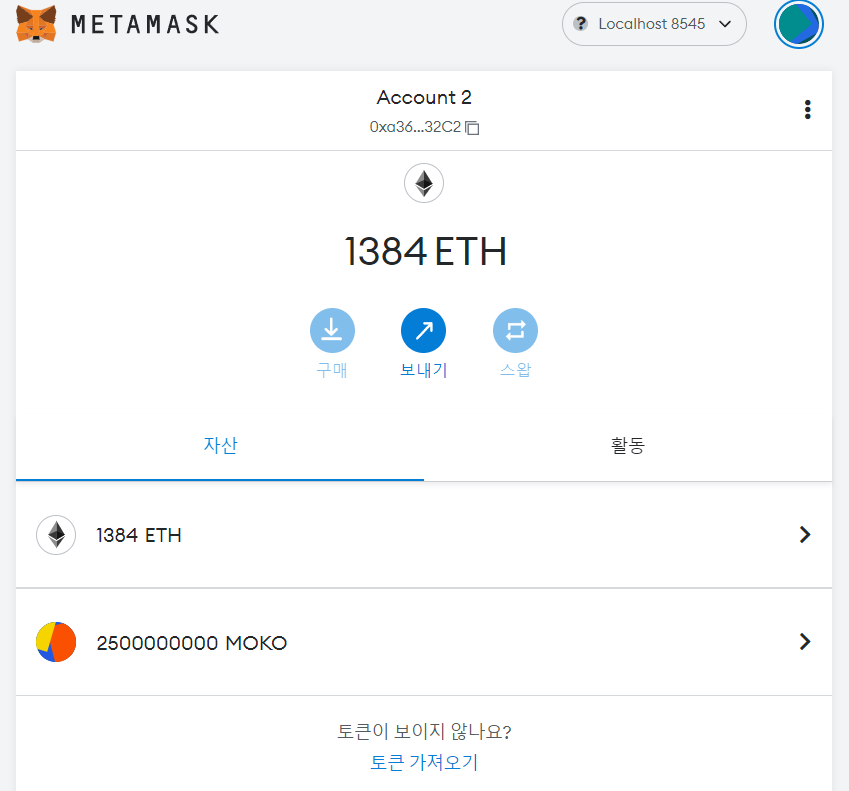 METAMASK
Localhost 8545
Account 2
0xa36...32C2
1384 ETH
구매
보내기
스왑
자산
활동
1384 ETH
2500000000 MOKO
토큰이 보이지 않나요?
토큰 가져오기